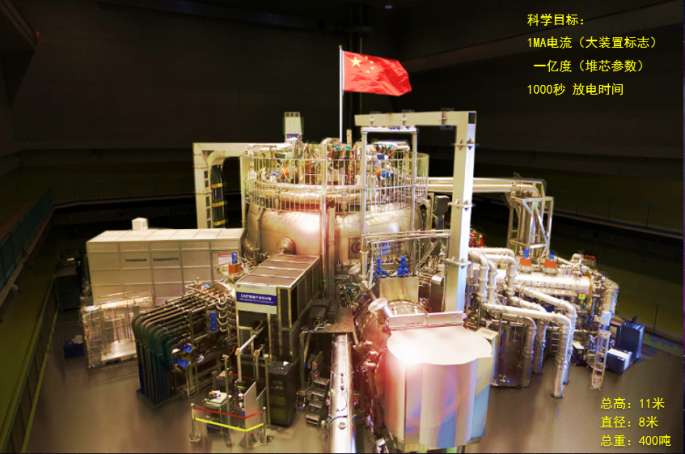 科学目标：
1MA电流（大装置标志）
一亿度（堆芯参数）
1000秒 放电时间
总高：11米
直径：8米
总重：400吨